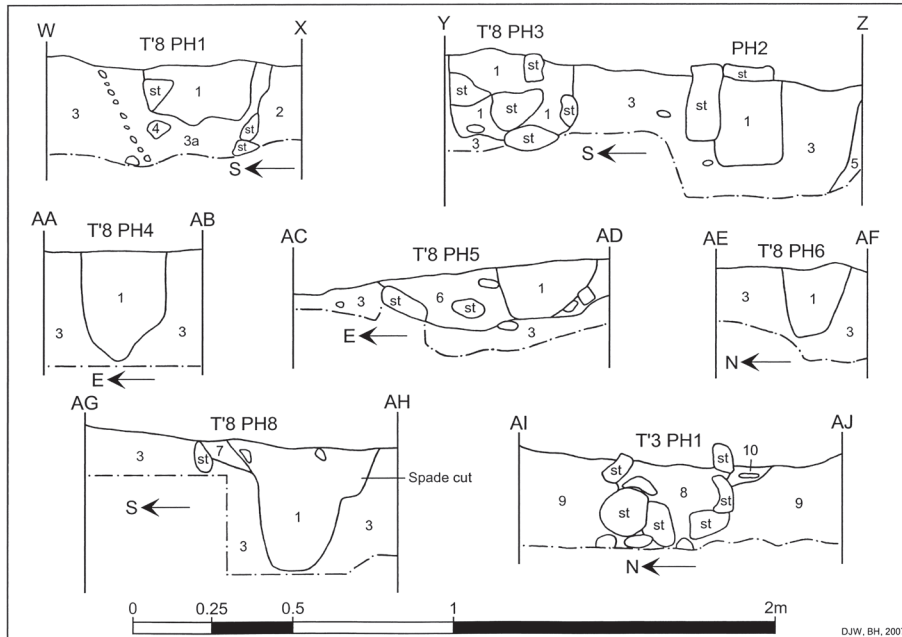 W X
T'8 PH1
3 st 1 2
4 3a st
st
S
Y Z
T'8 PH3 PH2
1 st st
st 3 st
1 st 1 st 1
3 st 3 5
S
AA AB
T'8 PH4
1
3 3
E
AC AD
T'8 PH5
3 st 6 st 1
3
E
AE AF
T'8 PH6
3 1
3
N
AG AH
T'8 PH8
3 st 7
Spade cut
1
3 3
S
AI AJ
T'3 PH1
st st 10
9 8 st 9
st st st
N
0 0.25 0.5 1 2m
DJW, BH, 2007